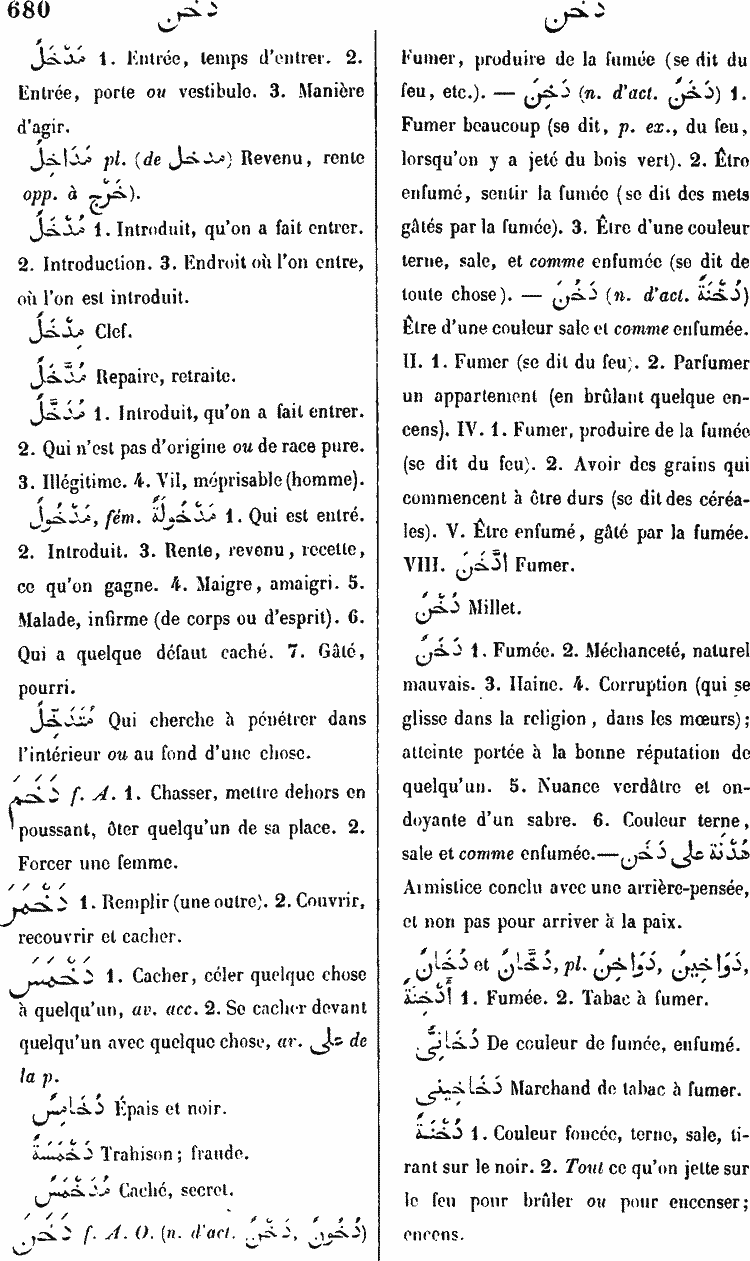 680 دخن دخن
مَدْخَلٌ 1. Entrée, temps d'entrer. 2.
Entrée, porte ou vestibule. 3. Manière
d'agir.
مَدَاخِلُ pl. (de مدخل) Revenu, rente
opp. à خَرْج).
مُدْخَلٌ 1. Introduit, qu'on a fait entrer.
2. Introduction. 3. Endroit où l'on entre,
où l'on est introduit.
مِدْخَلٌ Clef.
مُدَّخَلٌ Repaire, retraite.
مُدَخَّلٌ 1. Introduit, qu'on a fait entrer.
2. Qui n'est pas d'origine ou de race pure.
3. Illégitime. 4. Vil, méprisable (homme).
مَدْخُولٌ, fém. مَدْخُولَةٌ 1. Qui est entré.
2. Introduit. 3. Rente, revenu, recette,
ce qu'on gagne. 4. Maigre, amaigri. 5.
Malade, infirme (de corps ou d'esprit). 6.
Qui a quelque défaut caché. 7. Gâté,
pourri.
مُتَدَخِّلٌ Qui cherche à pénétrer dans
l'intérieur ou au fond d'une chose.
دَخَمَ f. A. 1. Chasser, mettre dehors en
poussant, ôter quelqu'un de sa place. 2.
Forcer une femme.
دَخْمَرَ 1. Remplir (une outre). 2. Couvrir,
recouvrir et cacher.
دَخْمَسَ 1. Cacher, céler quelque chose
à quelqu'un, av. acc. 2. Se cacher devant
quelqu'un avec quelque chose, av. على de
la p.
دُخَامِسٌ Épais et noir.
دَخْمَسَةٌ Trahison; fraude.
مُدَخْمَسٌ Caché, secret.
دَخَنَ f. A. O. (n. d'act. دَخْنٌ, دُخُونٌ)
Fumer, produire de la fumée (se dit du
feu, etc.). — دَخِنَ (n. d'act. دَخَنٌ) 1.
Fumer beaucoup (se dit, p. ex., du feu,
lorsqu'on y a jeté du bois vert). 2. Être
enfumé, sentir la fumée (se dit des mets
gâtés par la fumée). 3. Être d'une couleur
terne, sale, et comme enfumée (se dit de
toute chose). — دَخُنَ (n. d'act. دُخْنَةٌ)
Être d'une couleur sale et comme enfumée.
II. 1. Fumer (se dit du feu). 2. Parfumer
un appartement (en brûlant quelque en-
cens). IV. 1. Fumer, produire de la fumée
(se dit du feu). 2. Avoir des grains qui
commencent à être durs (se dit des céréa-
les). V. Être enfumé, gâté par la fumée.
VIII. اِدَّخَنَ Fumer.
دُخْنٌ Millet.
دَخَنٌ 1. Fumée. 2. Méchanceté, naturel
mauvais. 3. Haine. 4. Corruption (qui se
glisse dans la religion, dans les mœurs);
atteinte portée à la bonne réputation de
quelqu'un. 5. Nuance verdâtre et on-
doyante d'un sabre. 6. Couleur terne,
sale et comme enfumée.— هُدْنَة على دَخَن
Armistice conclu avec une arrière-pensée,
et non pas pour arriver à la paix.
دُخَانٌ et دُخَّانٌ, pl. دَوَاخِنُ, دَوَاخِينُ,
أَدْخِنَةٌ 1. Fumée. 2. Tabac à fumer.
دُخَانِىٌّ De couleur de fumée, enfumé.
دَخَاخِينى Marchand de tabac à fumer.
دُخْنَةٌ 1. Couleur foncée, terne, sale, ti-
rant sur le noir. 2. Tout ce qu'on jette sur
le feu pour brûler ou pour encenser;
encens.